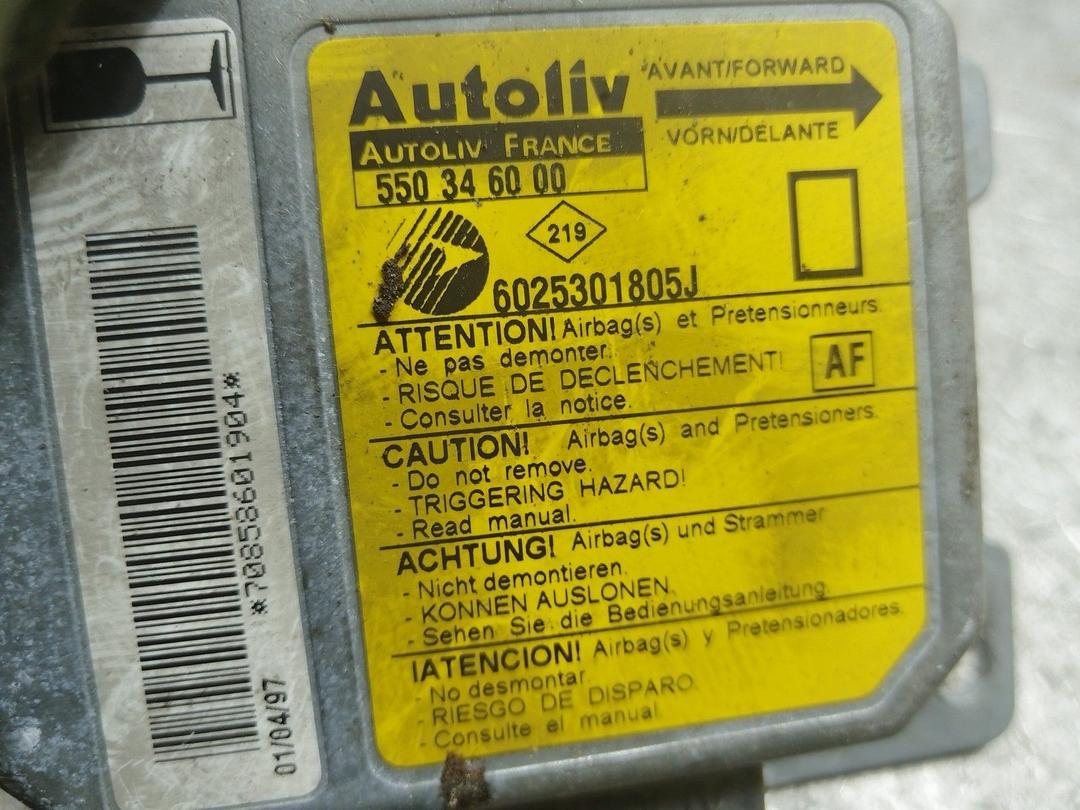 Autoliv
AUTOLIV FRANCE
550 34 60 00
AVANT/FORWARD
VORN/DELANTE
219
6025301805J
ATTENTION! Airbag(s) et Pretensionneurs.
- Ne pas demonter.
- RISQUE DE DECLENCHEMENT!
- Consulter la notice.
AF
CAUTION! Airbag(s) and Pretensioners.
- Do not remove.
- TRIGGERING HAZARD!
- Read manual.
ACHTUNG! Airbag(s) und Strammer
- Nicht demontieren.
- KONNEN AUSLONEN.
- Sehen Sie die Bedienungsanleitung.
IATENCION! Airbag(s) y Pretensionadores.
- No desmontar.
- RIESGO DE DISPARO
- Consulte el manual.
*70858601904*
01/04/97